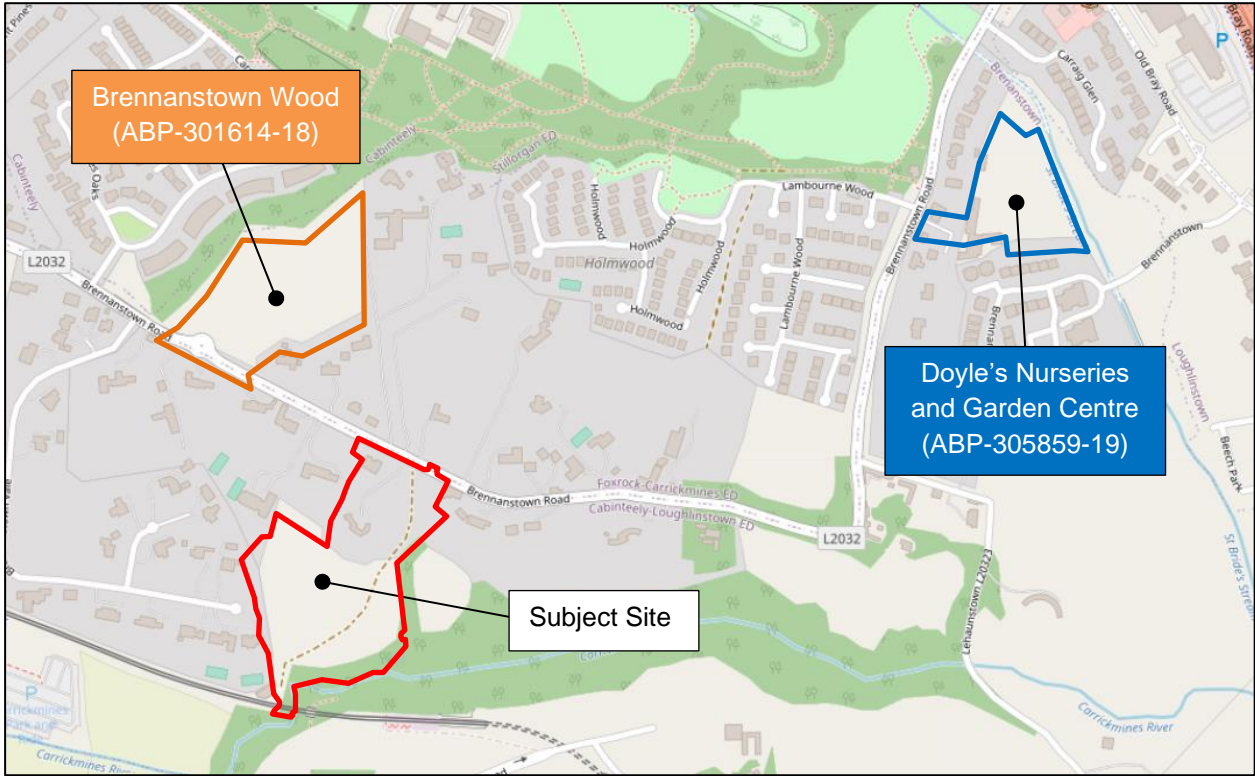 Carraig Glen
Old Bray Road
P
Brennanstown
Brennanstown Wood
(ABP-301614-18)
Cabinteely
Stillorgan ED
Cabinteely
Holmwood
Holmwood
Lambourne Wood
Brennanstown Road
L2032
Holmwood
Holmwood
Holmwood
Lambourne Wood
Brennanstown
Brennanstown Road
Holmwood
Doyle's Nurseries
and Garden Centre
(ABP-305859-19)
Loughlinstown
Beech Park
Brennanstown Road
Foxrock-Carrickmines ED
Cabinteely-Loughlinstown ED
L2032
St Bride's Stream
Lehaunstown L20323
Subject Site
P
Carrickmines River
Carrickmines